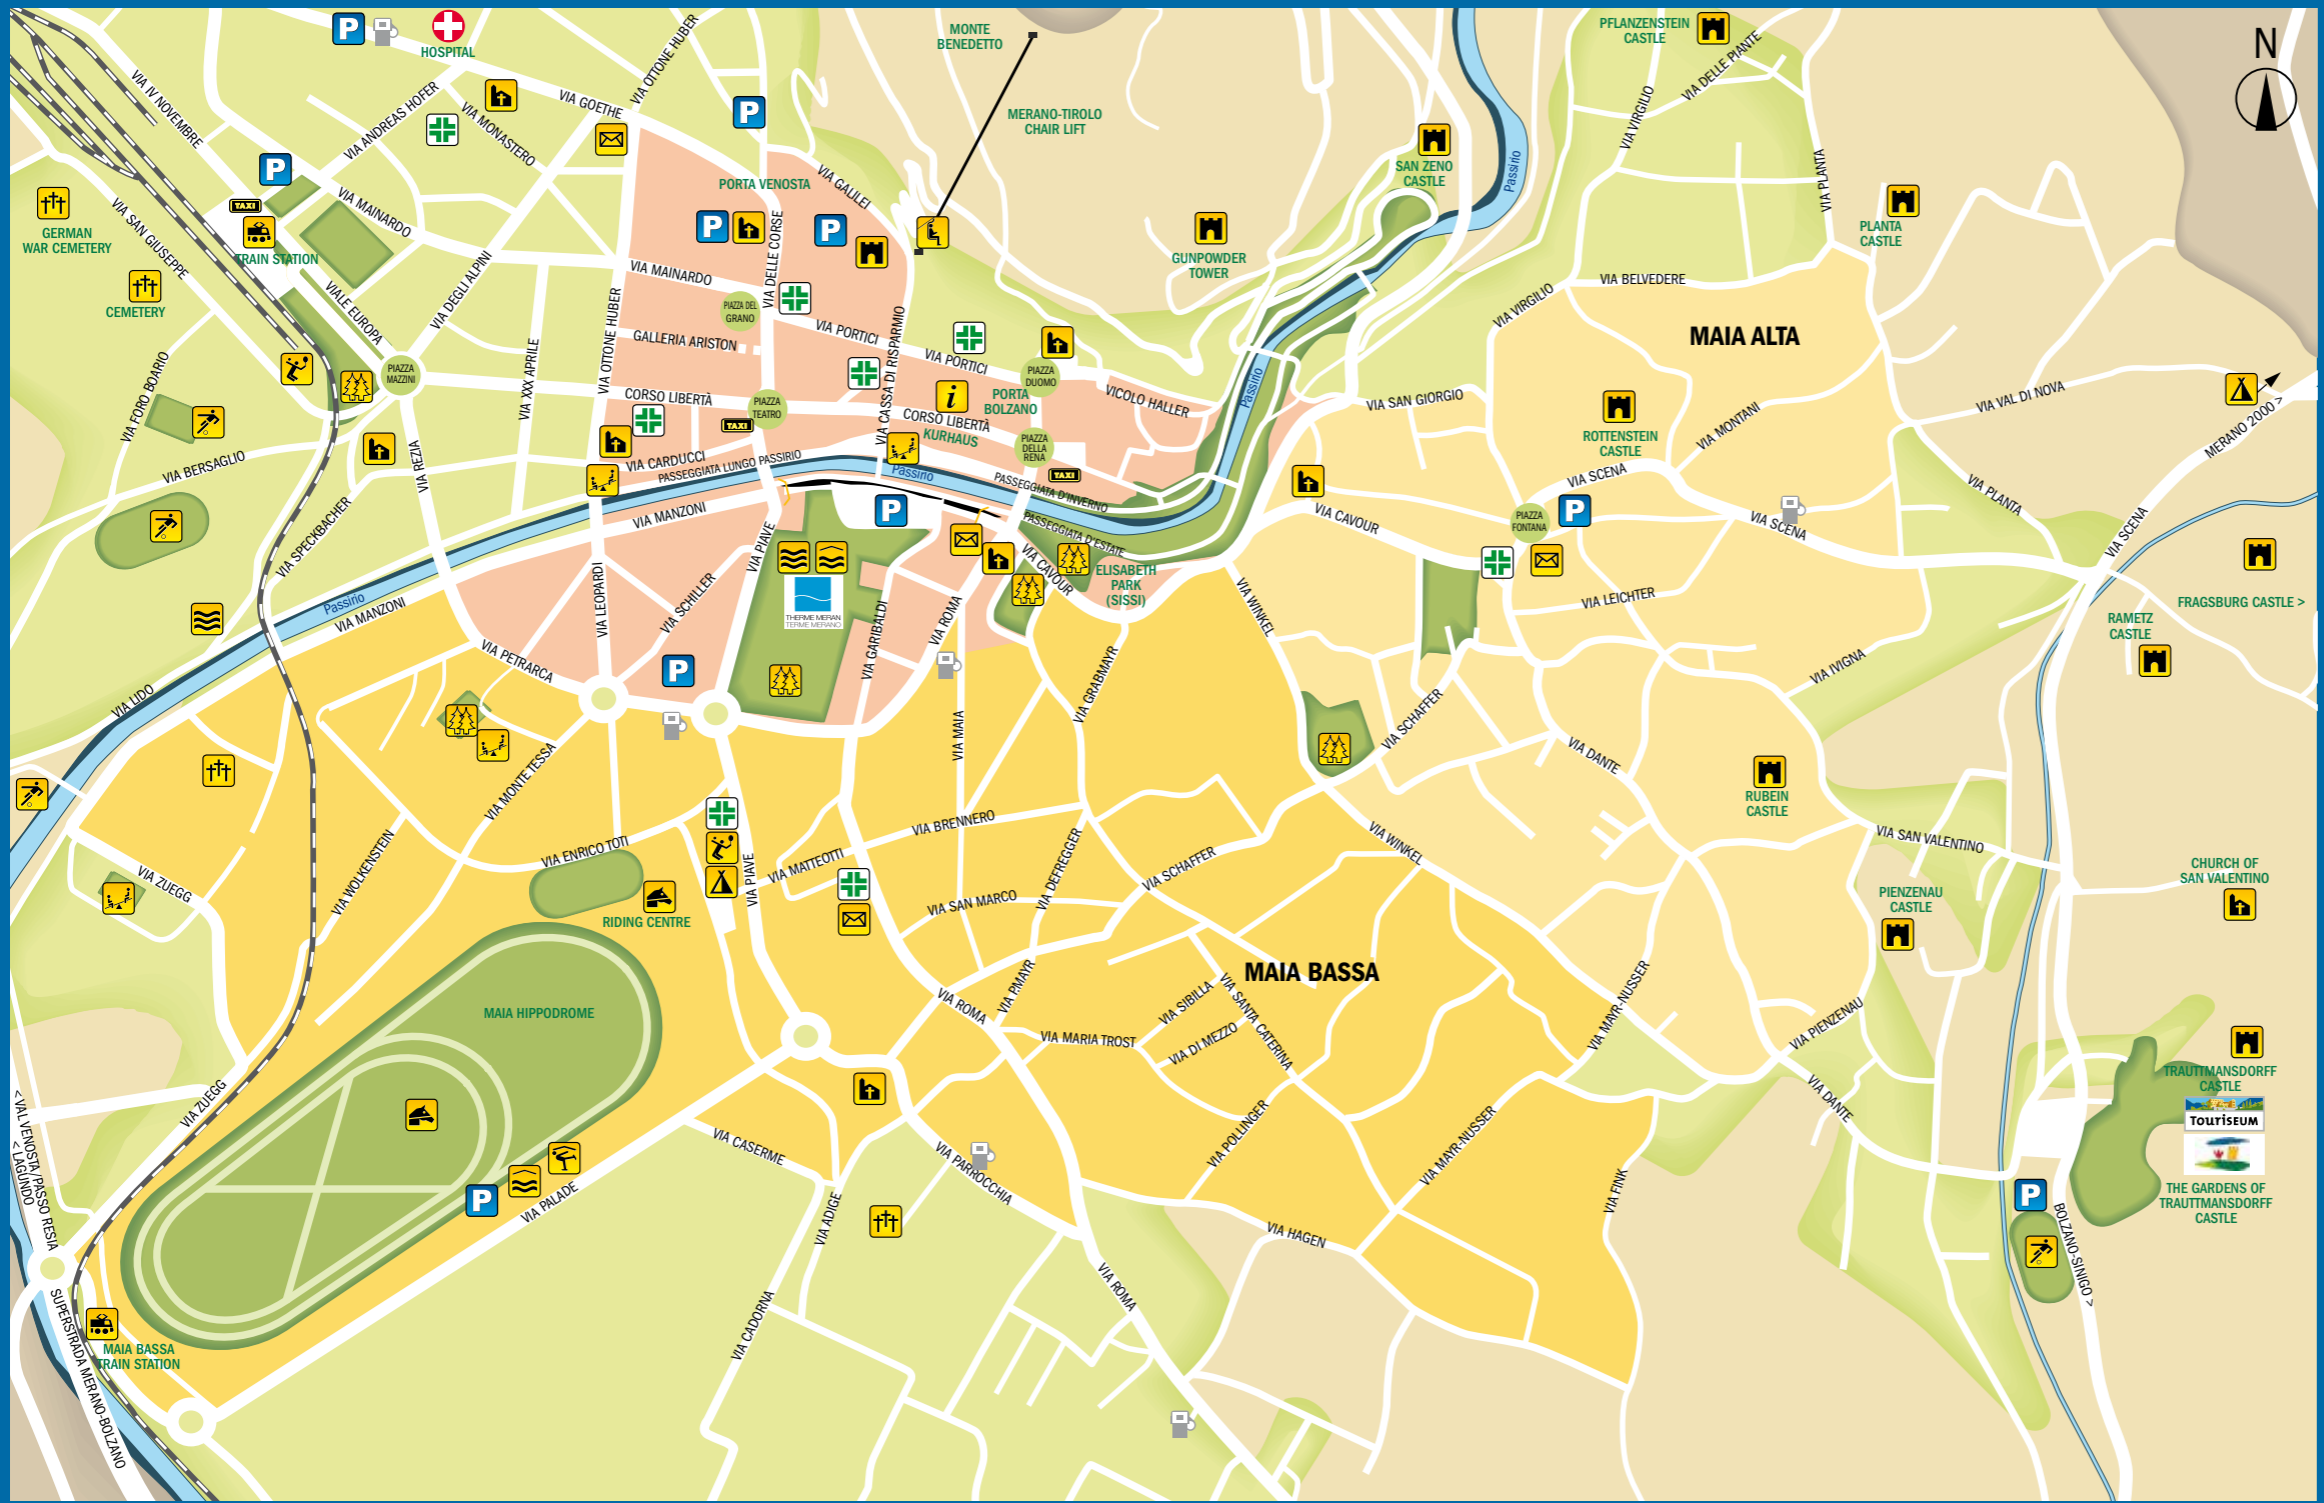 P
HOSPITAL
MONTE
BENEDETTO
PFLANZENSTEIN
CASTLE
N
VIA IV NOVEMBRE
VIA OTTONE HUBER
VIA DELLE PIANTE
VIA GOETHE
VIA ANDREAS HOFER
VIA MONASTERO
P
MERANO-TIROLO
CHAIR LIFT
VIA VIRGILIO
SAN ZENO
CASTLE
Passirio
VIA PLANTA
P
TAXI
VIA MAINARDO
PORTA VENOSTA
VIA GALILEI
GERMAN
WAR CEMETERY
VIA SAN GIUSEPPE
TRAIN STATION
P
P
VIA DELLE CORSE
PLANTA
CASTLE
GUNPOWDER
TOWER
CEMETERY
VIALE EUROPA
VIA DEGLI ALPINI
VIA MAINARDO
VIA OTTONE HUBER
PIAZZA DEL
GRANO
VIA BELVEDERE
VIA VIRGILIO
MAIA ALTA
GALLERIA ARISTON
VIA PORTICI
VIA CASSA DI RISPARMIO
VIA PORTICI
VIA FORO BOARIO
PIAZZA
MAZZINI
VIA XXX APRILE
PIAZZA
DUOMO
Passirio
CORSO LIBERTÀ
PIAZZA
TEATRO
i
PORTA
BOLZANO
VICOLO HALLER
VIA SAN GIORGIO
VIA VAL DI NOVA
MERANO 2000 >
TAXI
CORSO LIBERTÀ
KURHAUS
PIAZZA
DELLA
RENA
ROTTENSTEIN
CASTLE
VIA MONTANI
VIA BERSAGLIO
VIA REZIA
VIA CARDUCCI
PASSEGGIATA LUNGO PASSIRIO
Passirio
TAXI
PASSEGGIATA D'INVERNO
VIA SCENA
VIA PLANTA
VIA SPECKBACHER
VIA MANZONI
P
PASSEGGIATA D'ESTATE
VIA CAVOUR
PIAZZA
FONTANA
P
VIA SCENA
VIA SCENA
VIA PIAVE
VIA CAVOUR
ELISABETH
PARK
(SISSI)
VIA LEOPARDI
VIA SCHILLER
THERME MERAN
TERME MERANO
VIA GARIBALDI
VIA ROMA
VIA WINKEL
VIA LEICHTER
FRAGSBURG CASTLE >
Passirio
VIA MANZONI
RAMETZ
CASTLE
VIA PETRARCA
P
VIA GRABMAYR
VIA IVIGNA
VIA LIDO
VIA MAIA
VIA SCHAFFER
VIA DANTE
VIA MONTE TESSA
RUBEIN
CASTLE
VIA BRENNERO
VIA WINKEL
VIA SAN VALENTINO
VIA ENRICO TOTI
VIA WOLKENSTEIN
VIA PIAVE
VIA MATTEOTTI
VIA DEFREGGER
VIA SCHAFFER
CHURCH OF
SAN VALENTINO
VIA ZUEGG
VIA SAN MARCO
PIENZENAU
CASTLE
RIDING CENTRE
MAIA BASSA
VIA P.MAYR
VIA SIBILLA
VIA SANTA CATERINA
VIA MAYR-NUSSER
MAIA HIPPODROME
VIA ROMA
VIA MARIA TROST
VIA DI MEZZO
VIA PIENZENAU
TRAUTTMANSDORFF
CASTLE
TOURISEUM
VIA ZUEGG
VIA DANTE
< VAL VENOSTA/PASSO RESIA
< LAGUNDO
VIA CASERME
VIA PARROCCHIA
VIA POLLINGER
VIA MAYR-NUSSER
VIA FINK
P
VIA PALADE
P
THE GARDENS OF
TRAUTTMANSDORFF
CASTLE
VIA ADIGE
VIA HAGEN
BOLZANO-SINIGO >
VIA ROMA
VIA CADORNA
MAIA BASSA
TRAIN STATION
SUPERSTRADA MERANO-BOLZANO